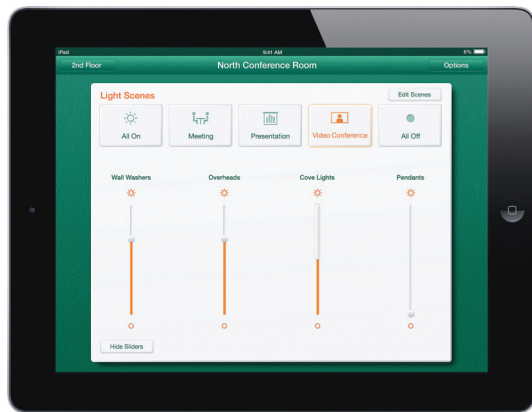 iPad 9:41 AM 6%
2nd Floor North Conference Room Options
Light Scenes Edit Scenes
All On Meeting Presentation Video Conference All Off
Wall Washers Overheads Cove Lights Pendants
Hide Sliders